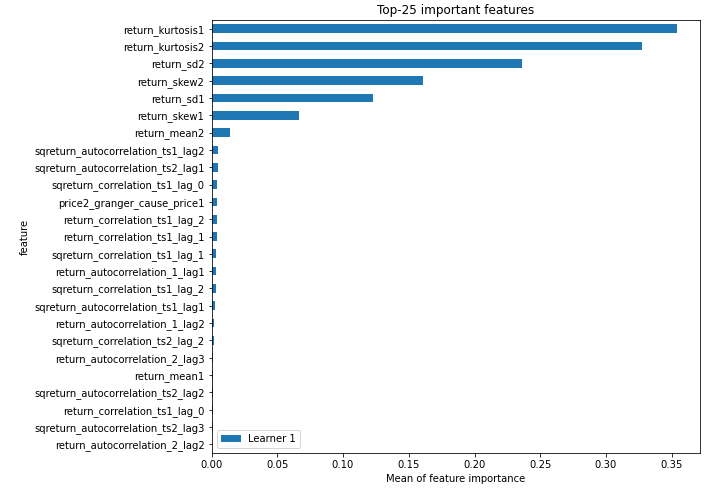 Top-25 important features
return_kurtosis1
return_kurtosis2
return_sd2
return_skew2
return_sd1
return_skew1
return_mean2
sqreturn_autocorrelation_ts1_lag2
sqreturn_autocorrelation_ts2_lag1
sqreturn_correlation_ts1_lag_0
price2_granger_cause_price1
return_correlation_ts1_lag_2
return_correlation_ts1_lag_1
sqreturn_correlation_ts1_lag_1
return_autocorrelation_1_lag1
sqreturn_correlation_ts1_lag_2
sqreturn_autocorrelation_ts1_lag1
return_autocorrelation_1_lag2
sqreturn_correlation_ts2_lag_2
return_autocorrelation_2_lag3
return_mean1
sqreturn_autocorrelation_ts2_lag2
return_correlation_ts1_lag_0
sqreturn_autocorrelation_ts2_lag3
return_autocorrelation_2_lag2
feature
Learner 1
0.00 0.05 0.10 0.15 0.20 0.25 0.30 0.35
Mean of feature importance